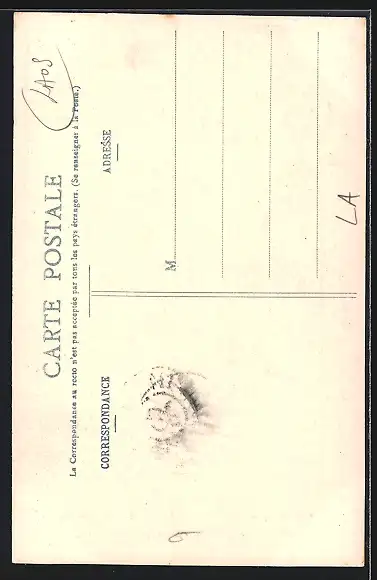 LAOS
CARTE POSTALE
La Correspondance au recto n'est pas acceptée par tous les pays étrangers. (Se renseigner à la Poste.)
CORRESPONDANCE
ADRESSE
M
LA